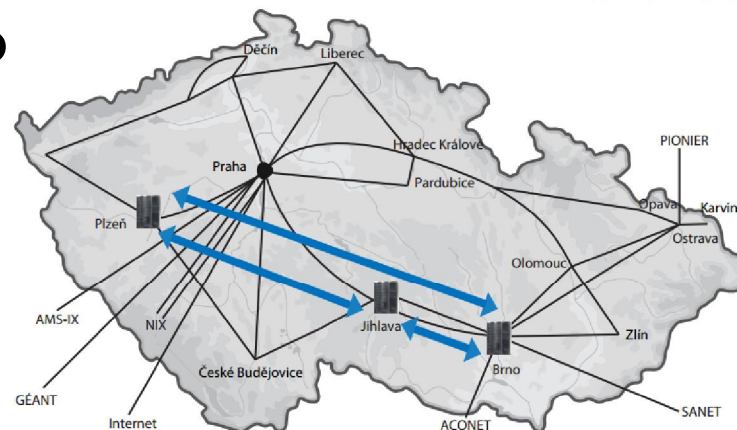 Děčín
Liberec
Hradec Králové
PIONIER
Praha
Pardubice
Opava
Karvin
Plzeň
Ostrava
Olomouc
AMS-IX
NIX
Jihlava
Zlín
České Budějovice
Brno
GÉANT
Internet
ACONET
SANET